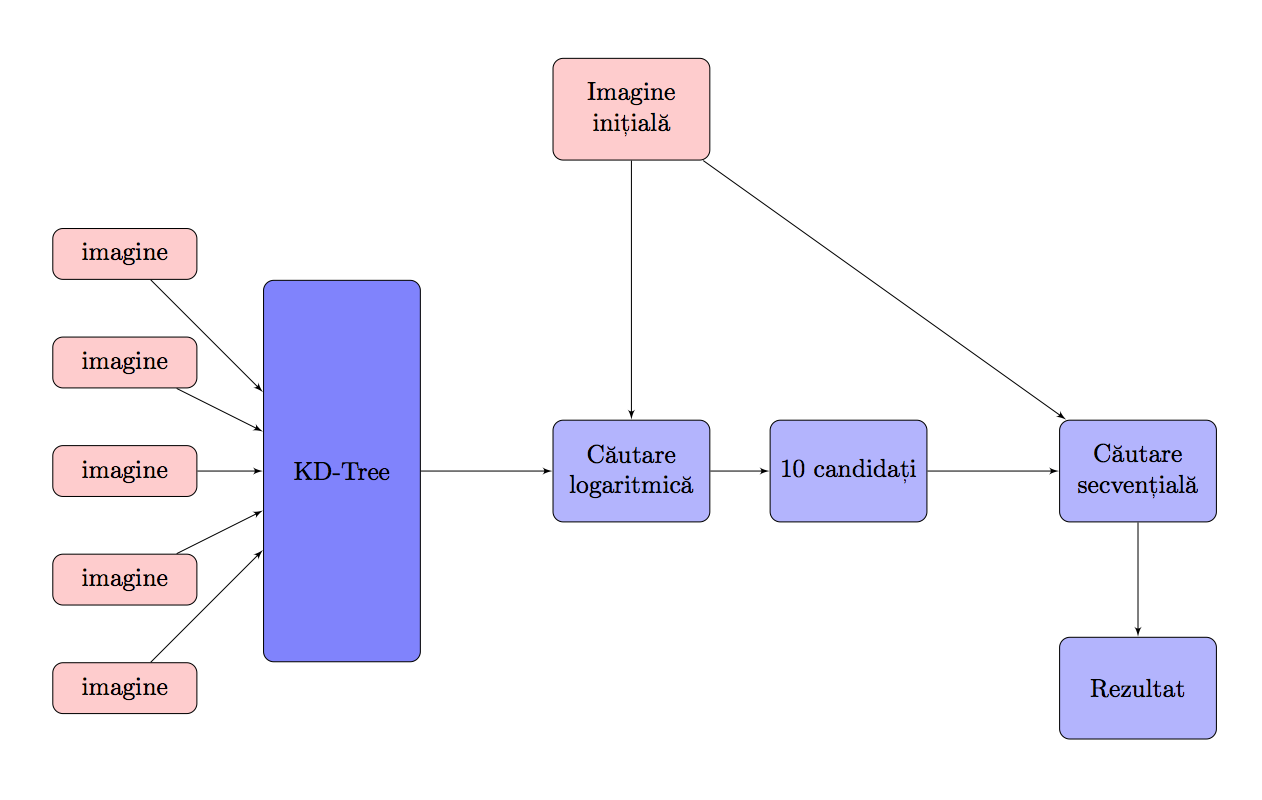 Imagine
inițială
imagine
imagine
imagine
imagine
imagine
KD-Tree
Căutare
logaritmică
10 candidați
Căutare
secvențială
Rezultat